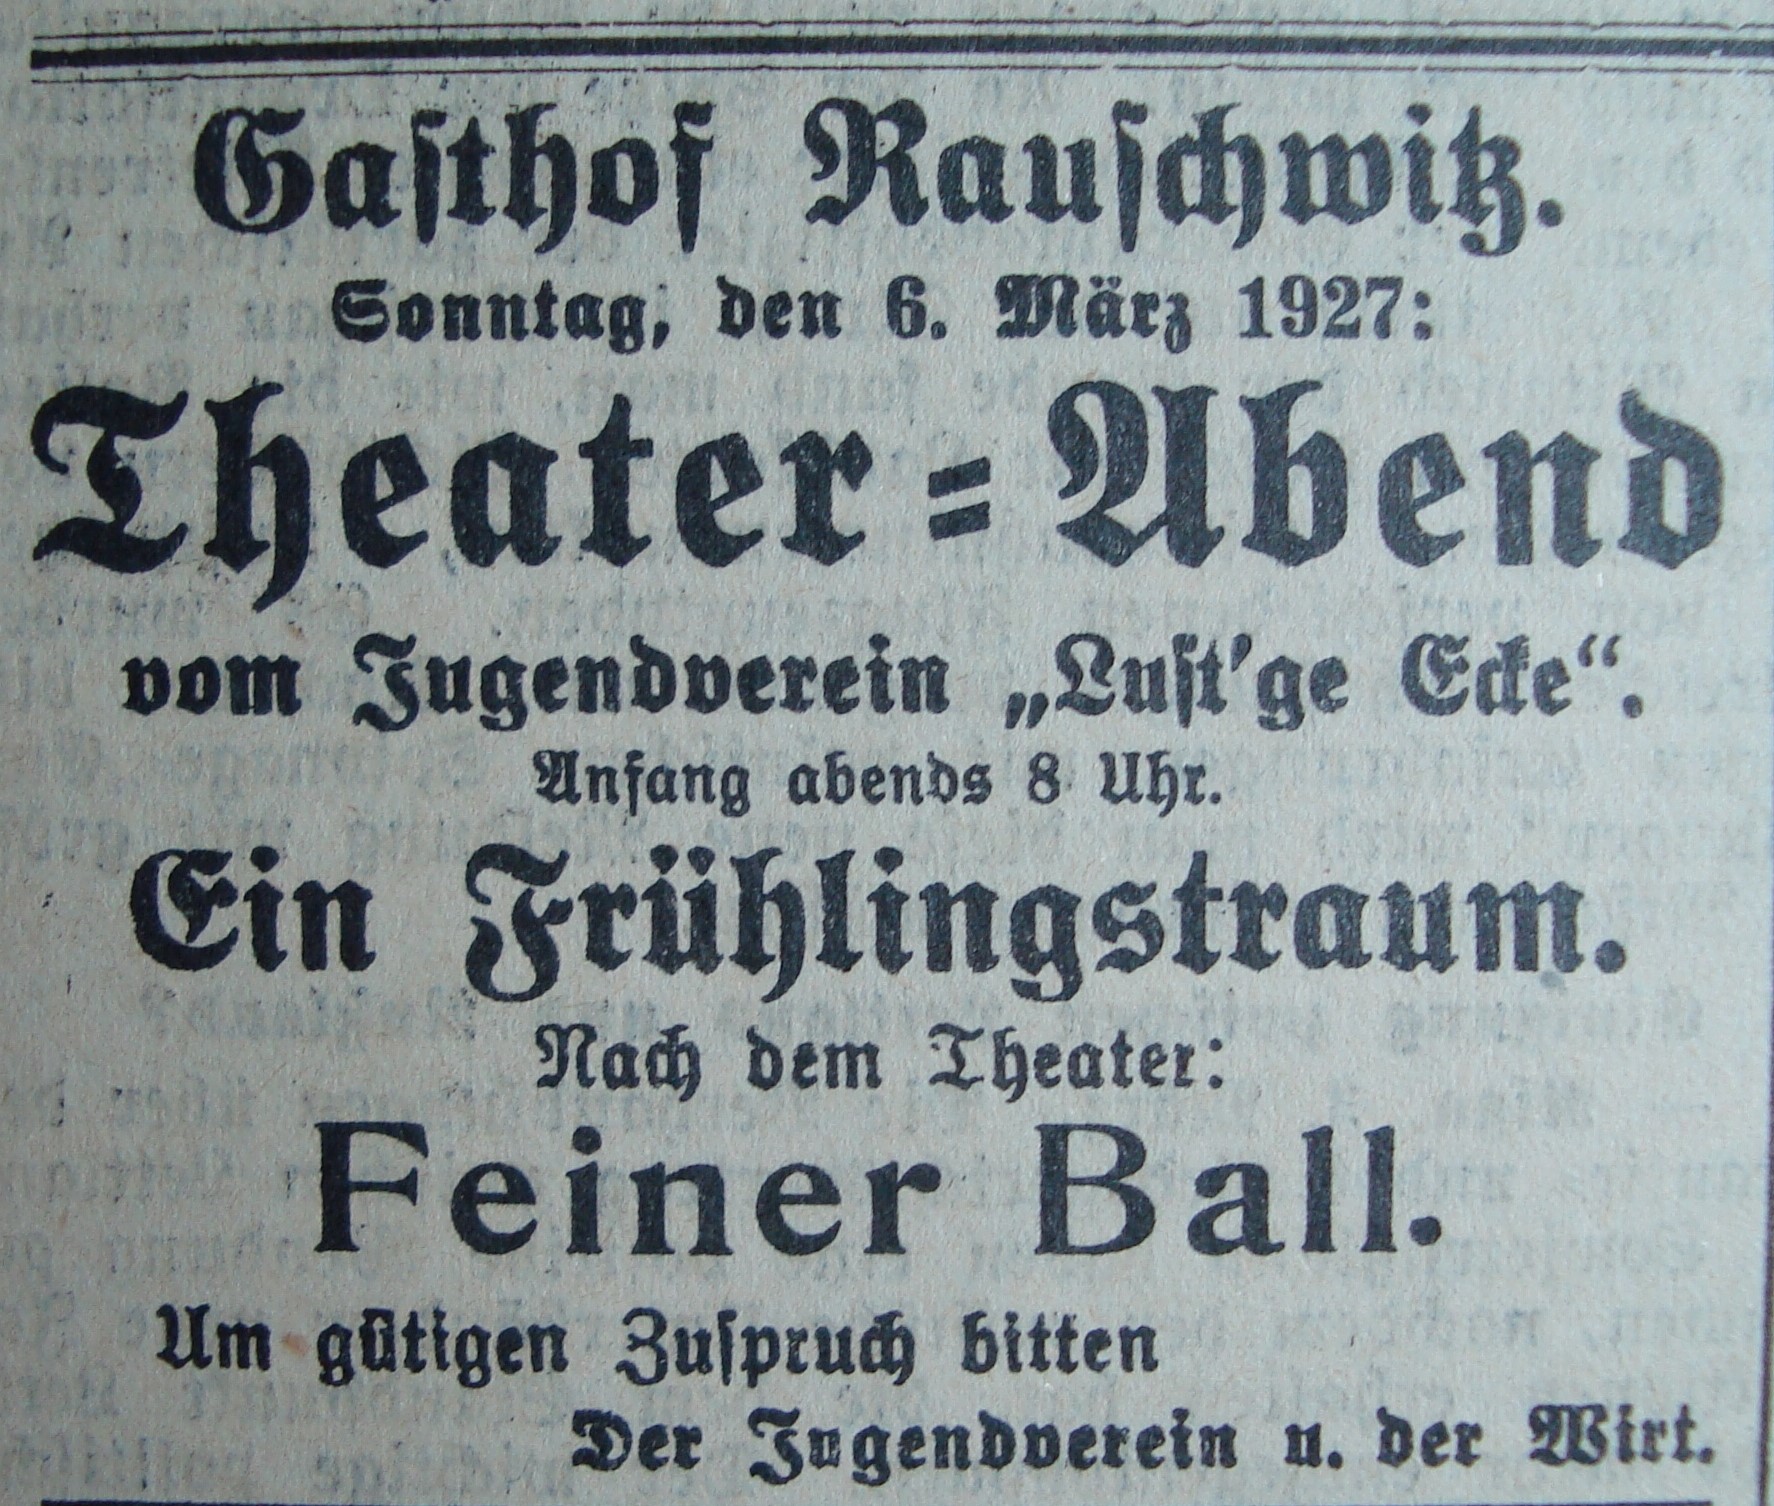 Gasthof Rauschwitz.
Sonntag, den 6. März 1927:
Theater-Abend
vom Jugendverein „Lust'ge Ecke“.
Anfang abends 8 Uhr.
Ein Frühlingstraum.
Nach dem Theater:
Feiner Ball.
Um gütigen Zuspruch bitten
Der Jugendverein u. der Wirt.